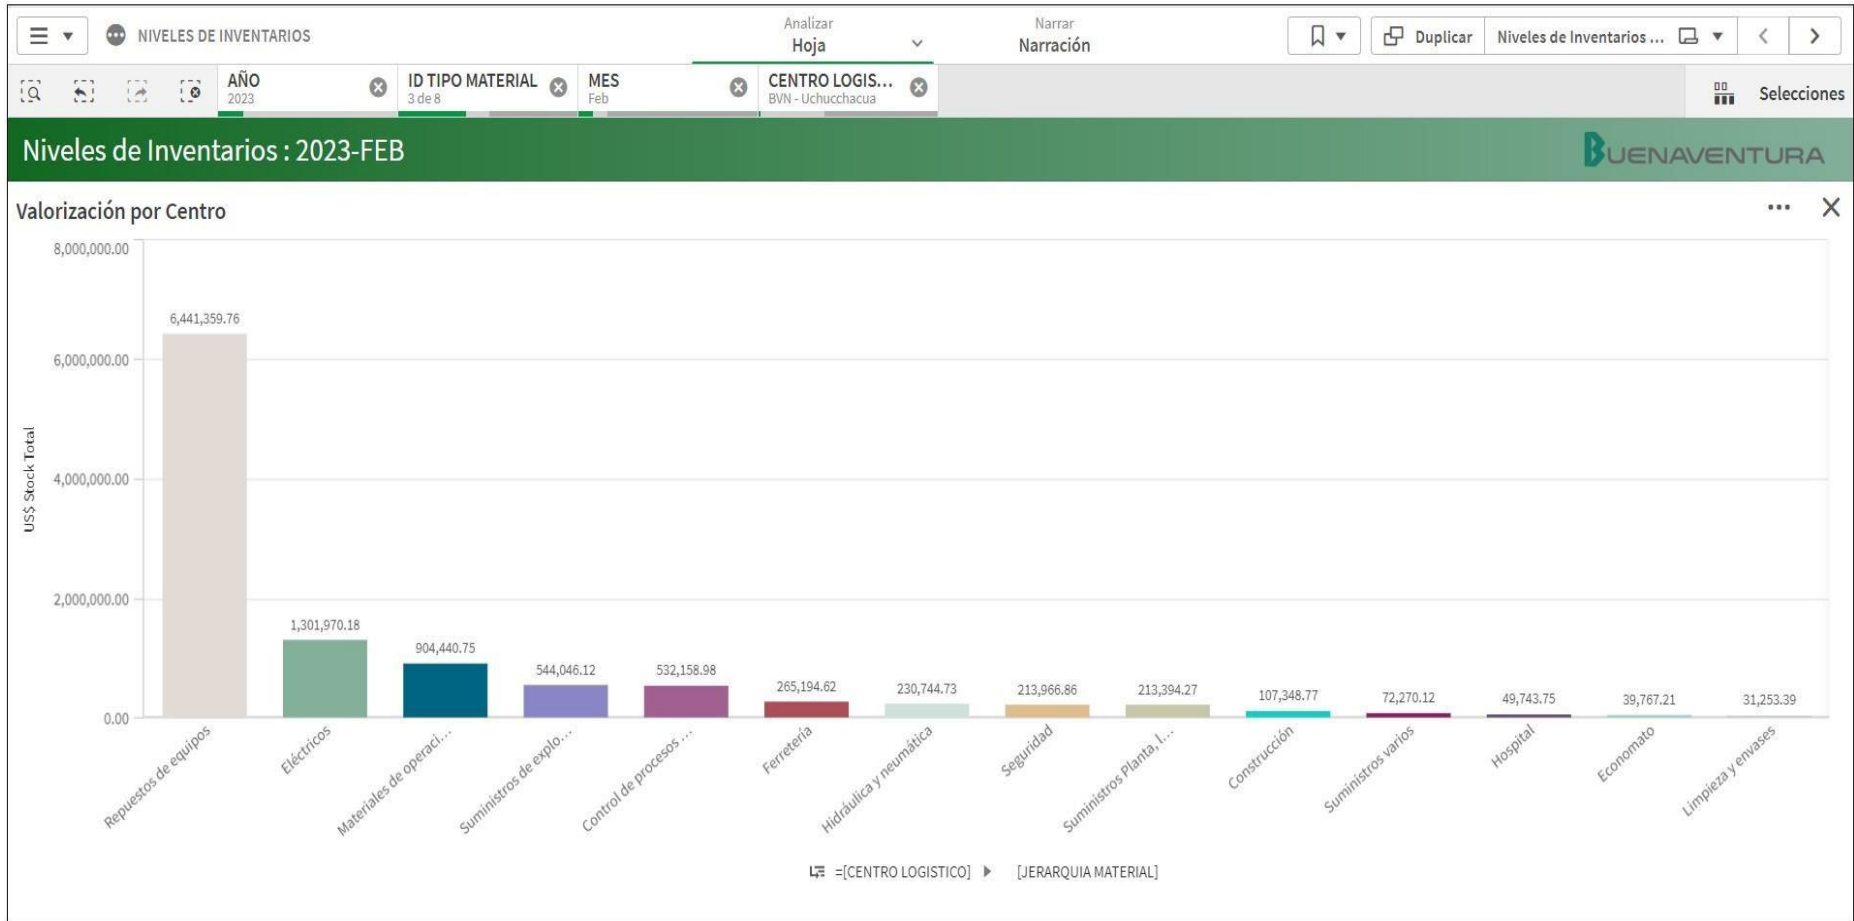 NIVELES DE INVENTARIOS
Analizar
Hoja
Narrar
Narración
Duplicar
Niveles de Inventarios ...
AÑO
2023
ID TIPO MATERIAL
3 de 8
MES
Feb
CENTRO LOGIS...
BVN - Uchucchacua
Selecciones
Niveles de Inventarios : 2023-FEB
BUENAVENTURA
Valorización por Centro
US$ Stock Total
8,000,000.00
6,000,000.00
4,000,000.00
2,000,000.00
0.00
6,441,359.76
1,301,970.18
904,440.75
544,046.12
532,158.98
265,194.62
230,744.73
213,966.86
213,394.27
107,348.77
72,270.12
49,743.75
39,767.21
31,253.39
Repuestos de equipos
Eléctricos
Materiales de operaci...
Suministros de explo...
Control de procesos ...
Ferretería
Hidráulica y neumática
Seguridad
Suministros Planta, l...
Construcción
Suministros varios
Hospital
Economato
Limpieza y envases
=[CENTRO LOGISTICO]
[JERARQUIA MATERIAL]